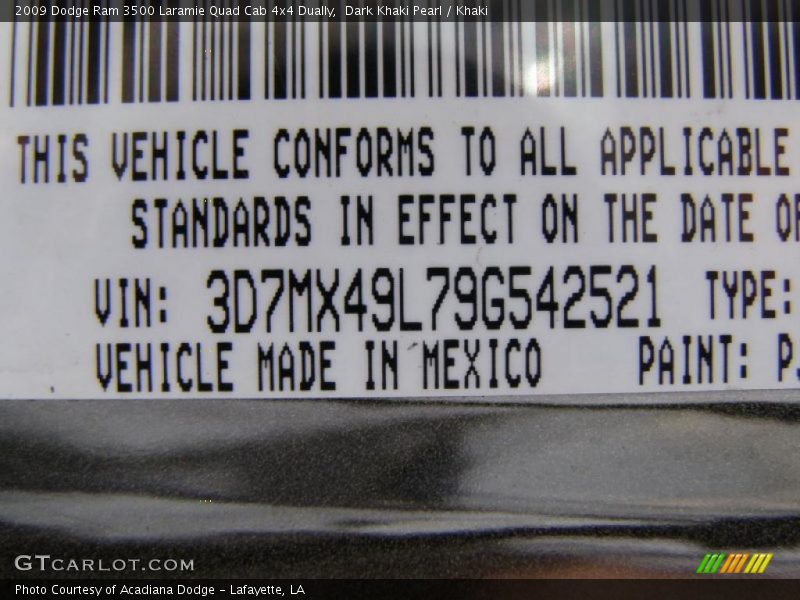 2009 Dodge Ram 3500 Laramie Quad Cab 4x4 Dually, Dark Khaki Pearl / Khaki
THIS VEHICLE CONFORMS TO ALL APPLICABLE
STANDARDS IN EFFECT ON THE DATE OF
VIN: 3D7MX49L79G542521 TYPE:
VEHICLE MADE IN MEXICO PAINT: P
GTCARLOT.COM
Photo Courtesy of Acadiana Dodge - Lafayette, LA